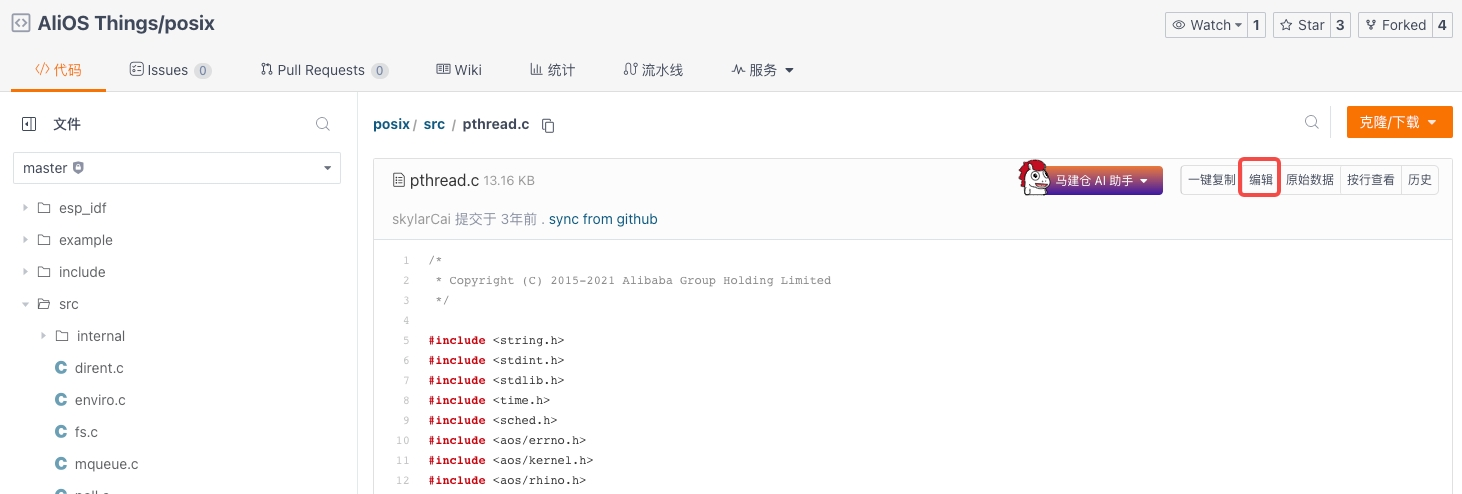 AliOS Things/posix
Watch 1 Star 3 Forked 4
代码 Issues 0 Pull Requests 0 Wiki 统计 流水线 服务
文件
master
esp_idf
example
include
src
internal
dirent.c
enviro.c
fs.c
mqueue.c
posix / src / pthread.c
克隆/下载
pthread.c 13.16 KB
马建仓 AI 助手
一键复制 编辑 原始数据 按行查看 历史
skylarCai 提交于 3年前 . sync from github
1 /*
2 * Copyright (C) 2015-2021 Alibaba Group Holding Limited
3 */
4
5 #include <string.h>
6 #include <stdint.h>
7 #include <stdlib.h>
8 #include <time.h>
9 #include <sched.h>
10 #include <aos/errno.h>
11 #include <aos/kernel.h>
12 #include <aos/rhino.h>